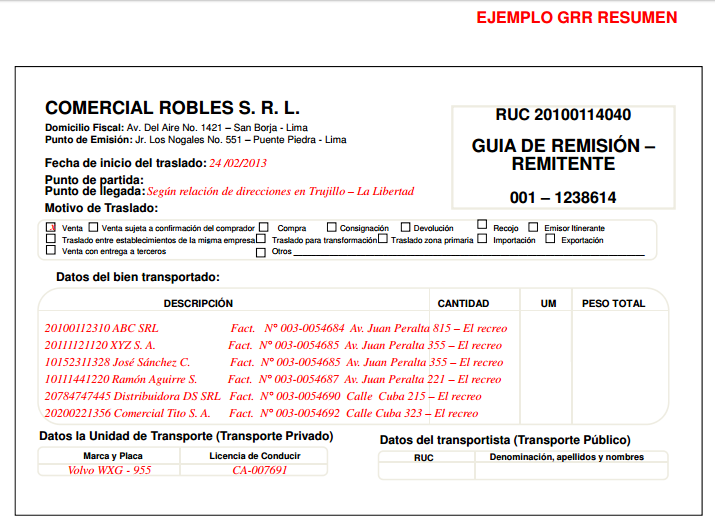 EJEMPLO GRR RESUMEN
COMERCIAL ROBLES S. R. L.
Domicilio Fiscal: Av. Del Aire No. 1421 – San Borja - Lima
Punto de Emisión: Jr. Los Nogales No. 551 – Puente Piedra - Lima
RUC 20100114040
GUIA DE REMISIÓN – REMITENTE
001 – 1238614
Fecha de inicio del traslado: 24 /02/2013
Punto de partida:
Punto de llegada: Según relación de direcciones en Trujillo – La Libertad
Motivo de Traslado:
X Venta Venta sujeta a confirmación del comprador Compra Consignación Devolución Recojo Emisor Itinerante
Traslado entre establecimientos de la misma empresa Traslado para transformación Traslado zona primaria Importación Exportación
Venta con entrega a terceros Otros
Datos del bien transportado:
DESCRIPCIÓN CANTIDAD UM PESO TOTAL
20100112310 ABC SRL Fact. Nº 003-0054684 Av. Juan Peralta 815 – El recreo
20111121120 XYZ S. A. Fact. Nº 003-0054685 Av. Juan Peralta 355 – El recreo
10152311328 José Sánchez C. Fact. Nº 003-0054685 Av. Juan Peralta 355 – El recreo
10111441220 Ramón Aguirre S. Fact. Nº 003-0054687 Av. Juan Peralta 221 – El recreo
20784747445 Distribuidora DS SRL Fact. Nº 003-0054690 Calle Cuba 215 – El recreo
20200221356 Comercial Tito S. A. Fact. Nº 003-0054692 Calle Cuba 323 – El recreo
Datos la Unidad de Transporte (Transporte Privado)
Marca y Placa Licencia de Conducir
Volvo WXG - 955 CA-007691
Datos del transportista (Transporte Público)
RUC Denominación, apellidos y nombres